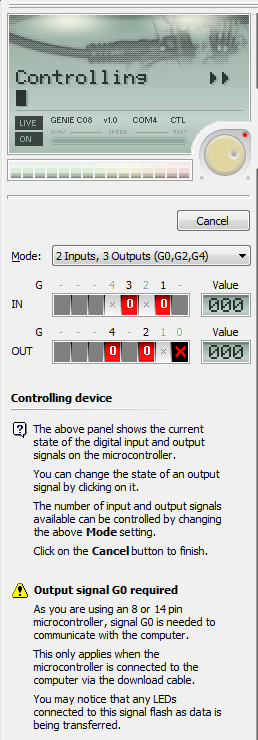 Controlling
LIVE GENIE C08 v1.0 COM4 CTL
ON SLOW SPEED FAST
Cancel
Mode: 2 Inputs, 3 Outputs (G0,G2,G4)
G - - - 4 3 2 1 - Value
IN × 0 × 0 000
G - - - 4 - 2 1 0 Value
OUT 0 0 × × 000
Controlling device
The above panel shows the current
state of the digital input and output
signals on the microcontroller.
You can change the state of an output
signal by clicking on it.
The number of input and output signals
available can be controlled by changing
the above Mode setting.
Click on the Cancel button to finish.
Output signal G0 required
As you are using an 8 or 14 pin
microcontroller, signal G0 is needed to
communicate with the computer.
This only applies when the
microcontroller is connected to the
computer via the download cable.
You may notice that any LEDs
connected to this signal flash as data is
being transferred.